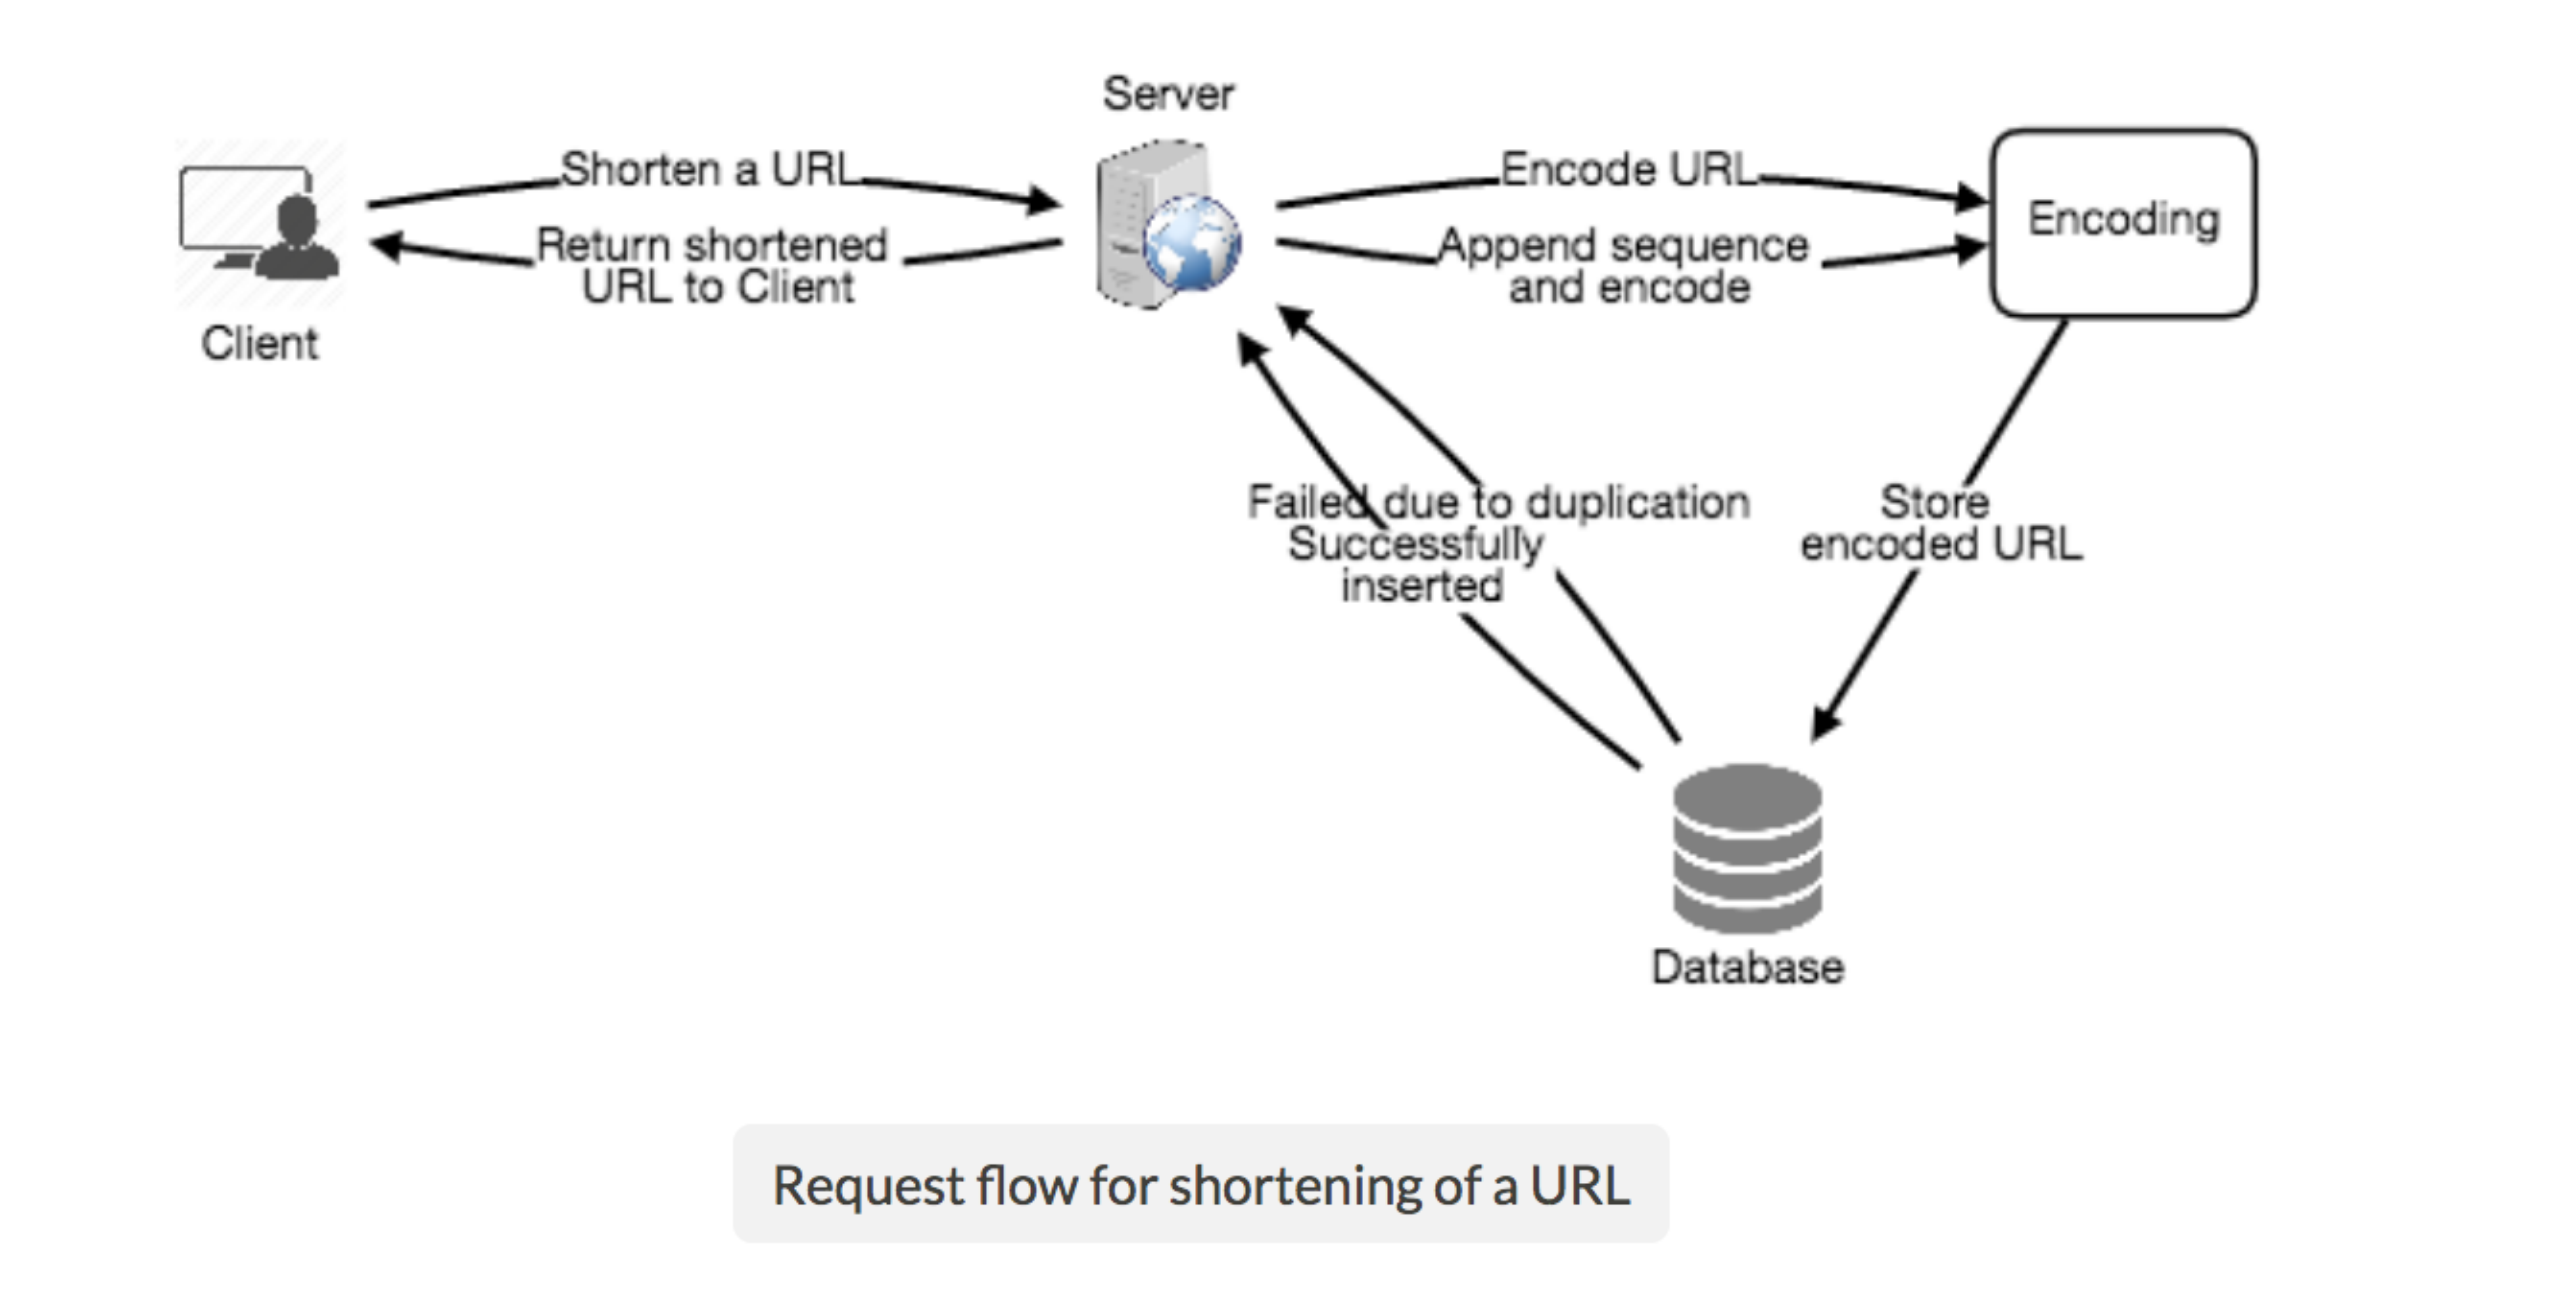 Server
Shorten a URL
Return shortened
URL to Client
Client
Encode URL
Append sequence
and encode
Encoding
Failed due to duplication
Successfully
inserted
Store
encoded URL
Database
Request flow for shortening of a URL